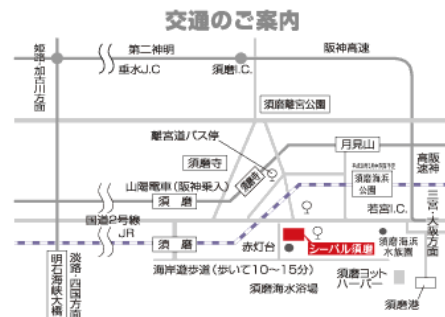 交通のご案内
第二神明
阪神高速
姫路・加古川方面
垂水J.C
須磨I.C.
須磨離宮公園
離宮道バス停
月見山
高速
阪神
須磨寺
須磨寺
須磨海浜
公園
山陽電車(阪神乗入)
須磨
若宮I.C.
三宮・大阪方面
国道2号線
JR
須磨
赤灯台
シーパル須磨
須磨海浜
水族園
明石海峡大橋
淡路・四国方面
海岸遊歩道(歩いて10〜15分)
須磨海水浴場
須磨ヨット
ハーバー
須磨港